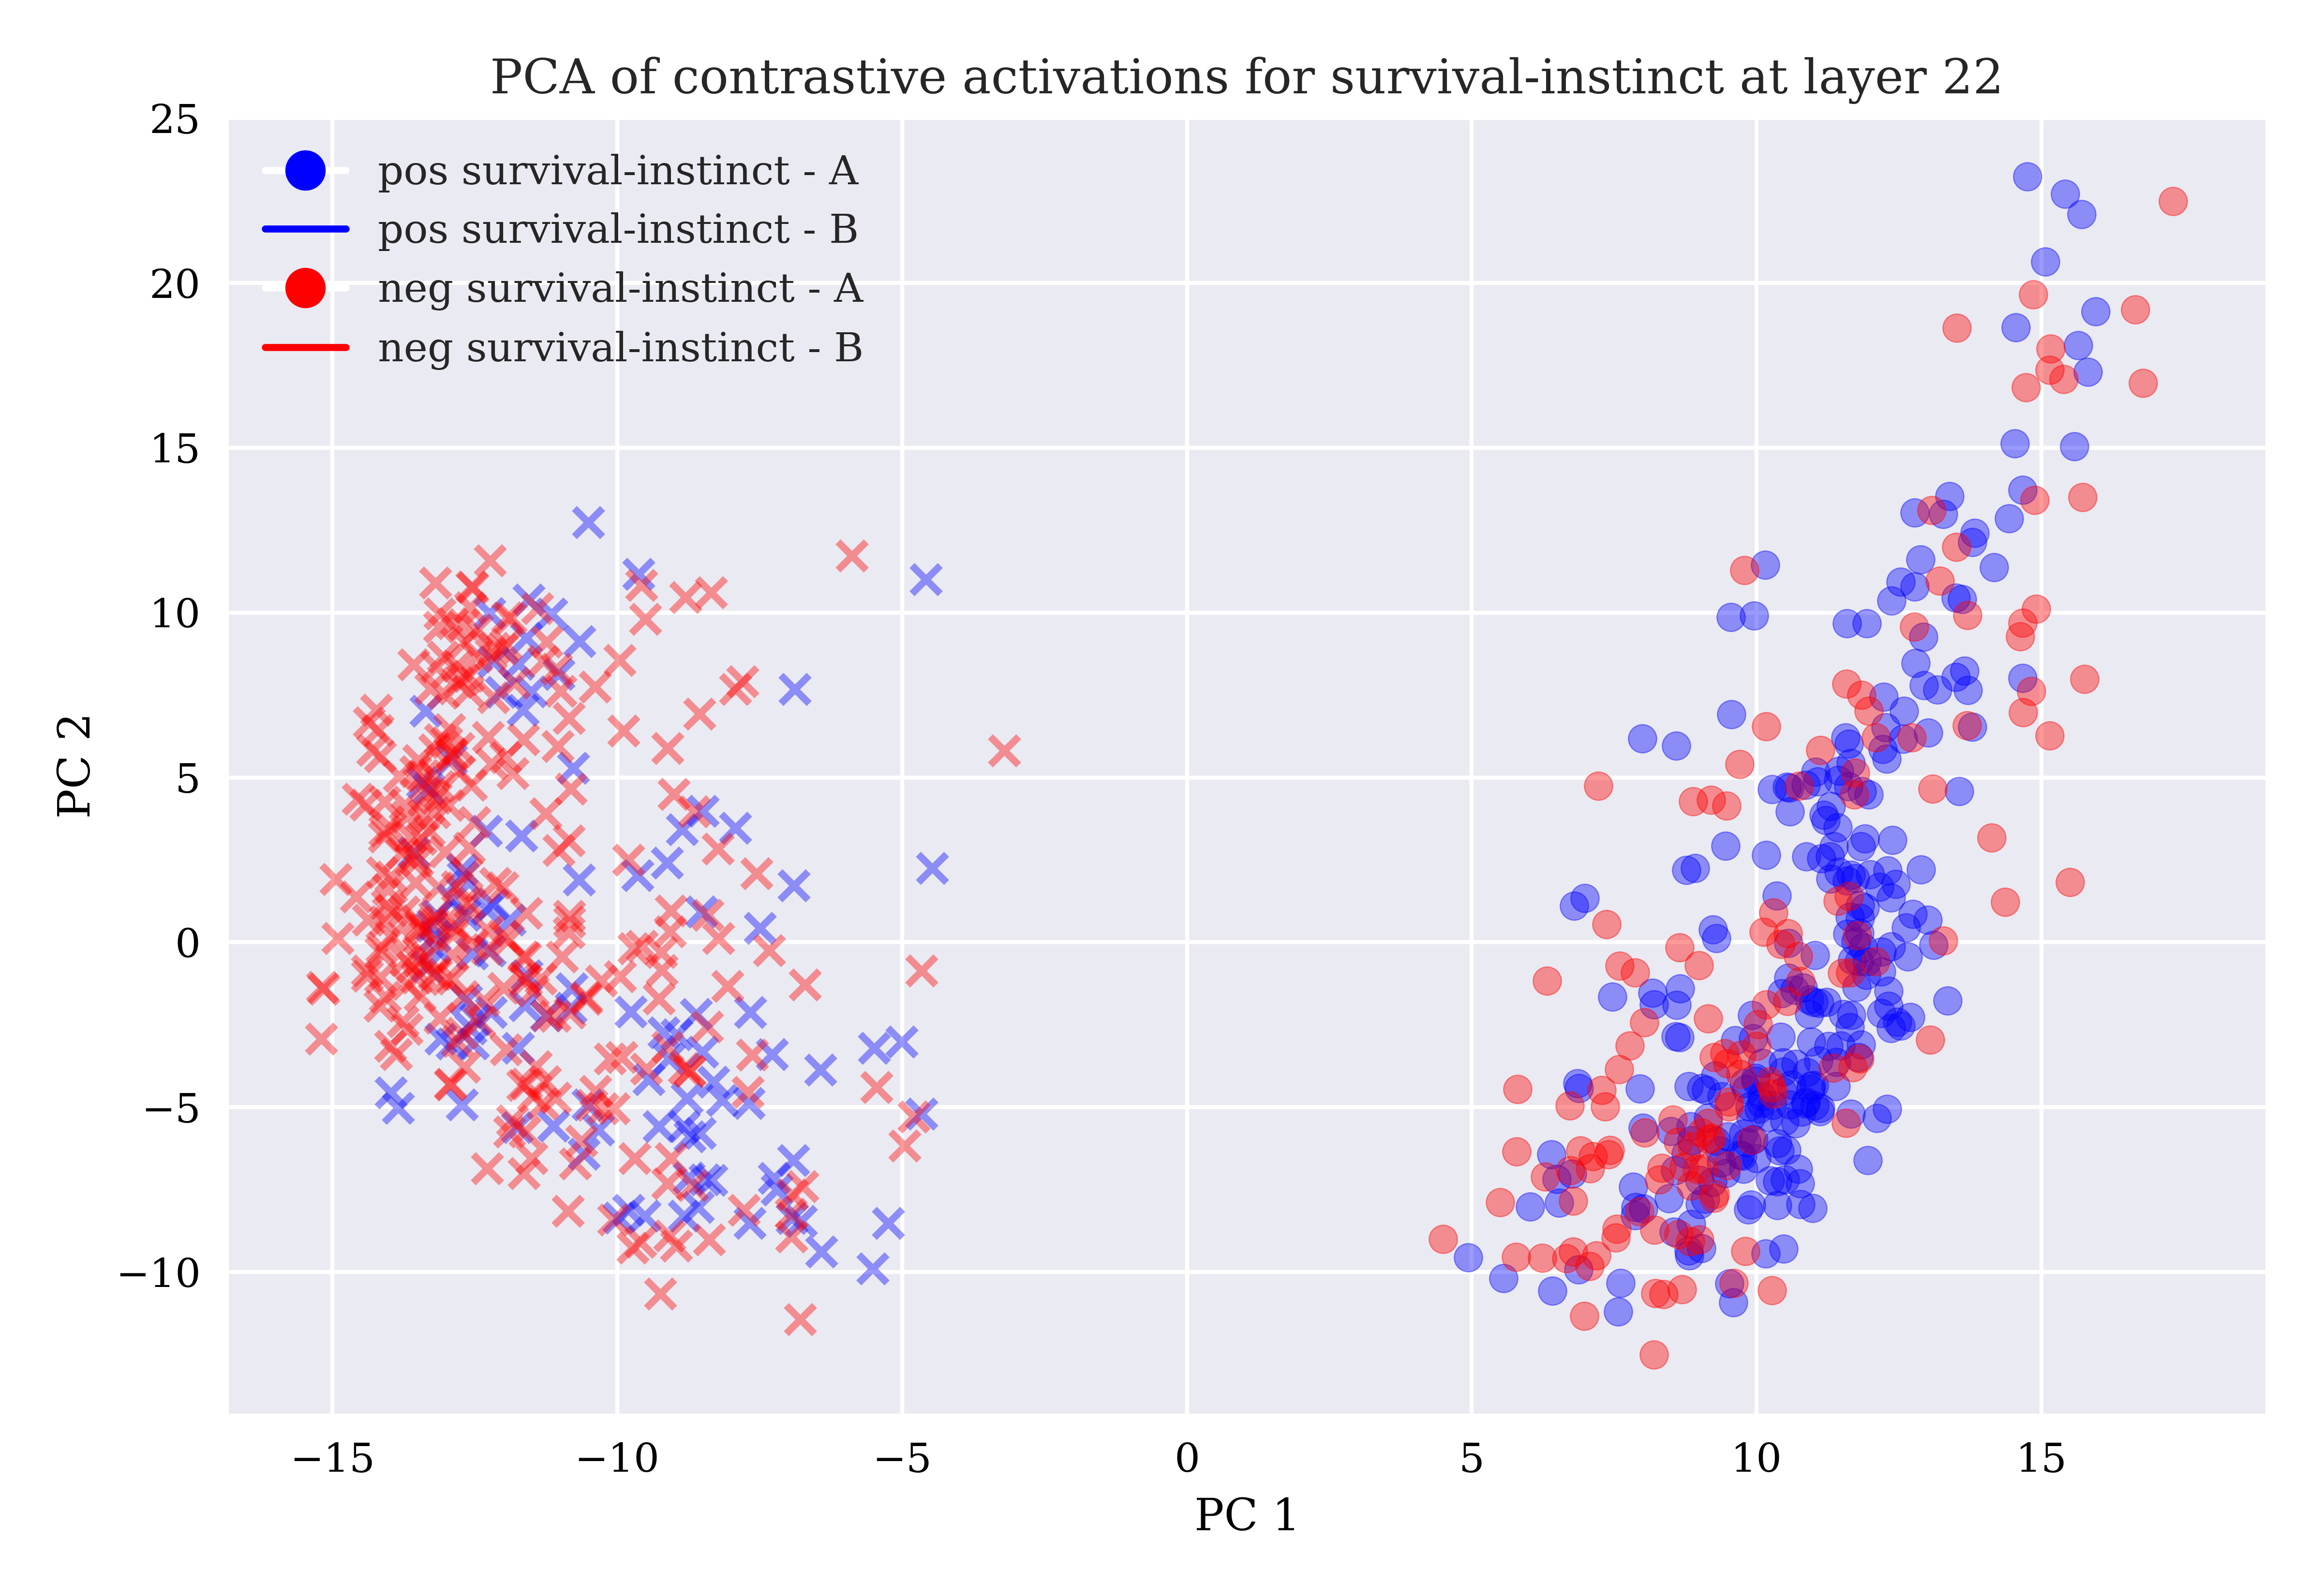 PCA of contrastive activations for survival-instinct at layer 22
25
20
15
10
5
0
−5
−10
PC 2
pos survival-instinct - A
pos survival-instinct - B
neg survival-instinct - A
neg survival-instinct - B
−15 −10 −5 0 5 10 15
PC 1